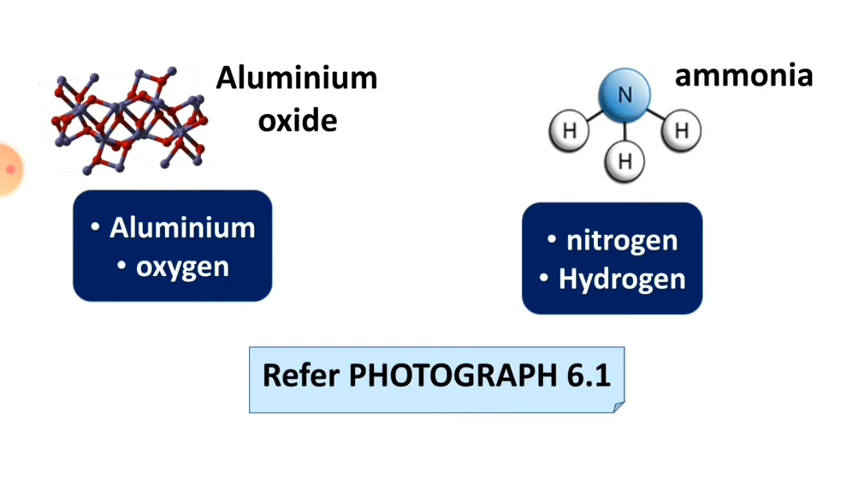 Aluminium
oxide
ammonia
N
H
H
H
• Aluminium
• oxygen
• nitrogen
• Hydrogen
Refer PHOTOGRAPH 6.1